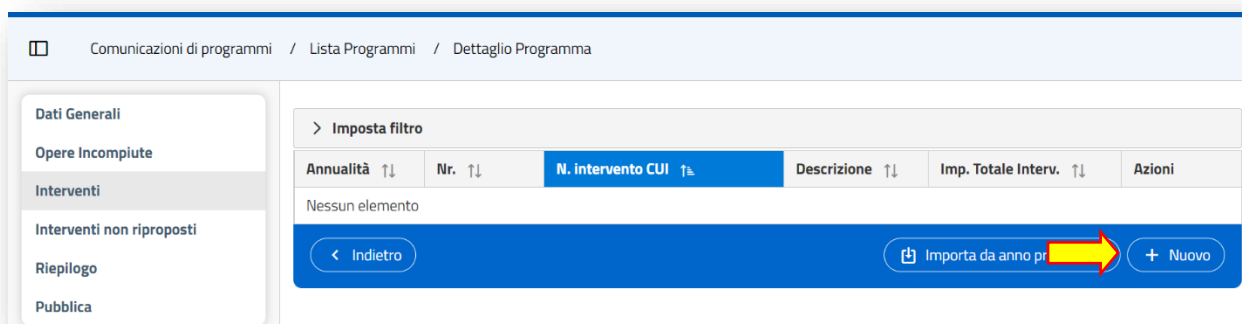 Comunicazioni di programmi / Lista Programmi / Dettaglio Programma
Dati Generali
Opere Incompiute
Interventi
Interventi non riproposti
Riepilogo
Pubblica
Imposta filtro
Annualità Nr. N. intervento CUI Descrizione Imp. Totale Interv. Azioni
Nessun elemento
Indietro Importa da anno + Nuovo